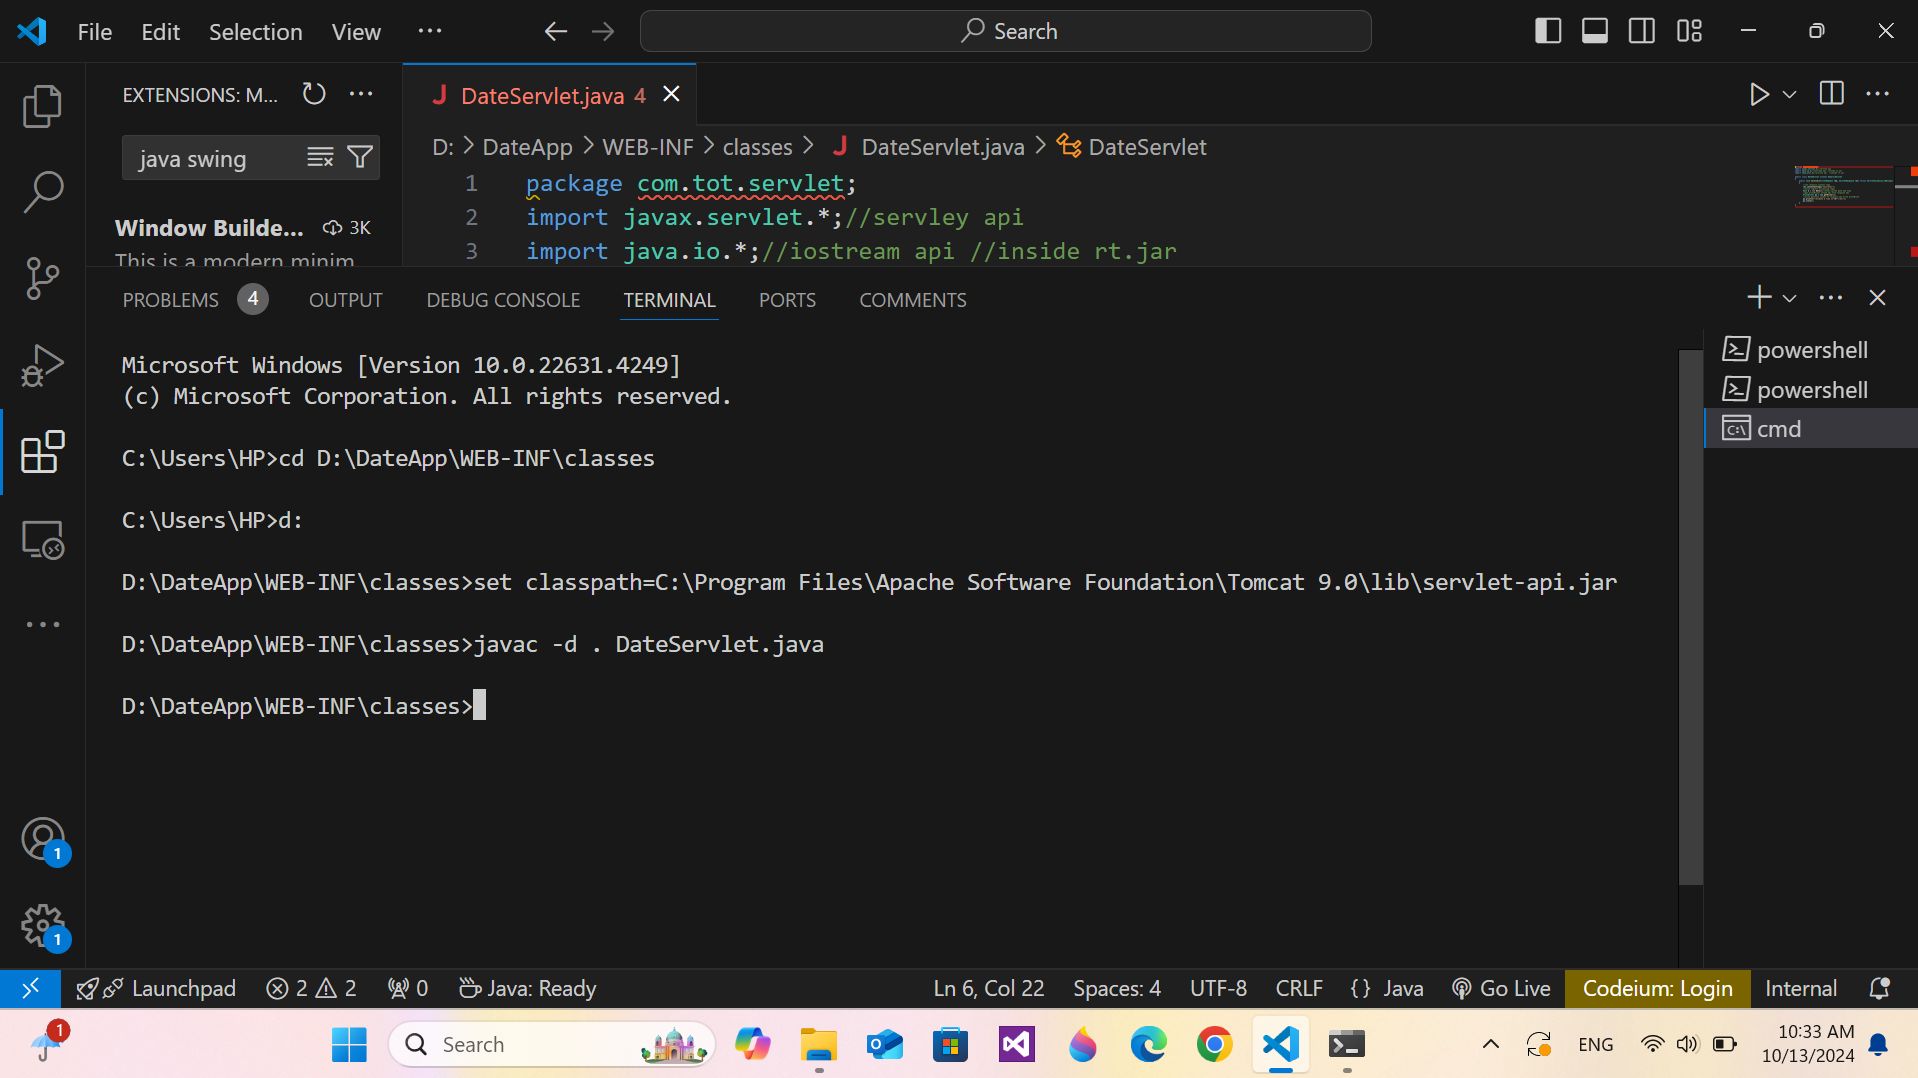 File Edit Selection View ··· Search
EXTENSIONS: M... ···
DateServlet.java 4
java swing
D: > DateApp > WEB-INF > classes > DateServlet.java > DateServlet
1 package com.tot.servlet;
2 import javax.servlet.*;//servley api
3 import java.io.*;//iostream api //inside rt.jar
Window Builde... 3K
This is a modern minim
PROBLEMS 4 OUTPUT DEBUG CONSOLE TERMINAL PORTS COMMENTS
powershell
powershell
cmd
Microsoft Windows [Version 10.0.22631.4249]
(c) Microsoft Corporation. All rights reserved.
C:\Users\HP>cd D:\DateApp\WEB-INF\classes
C:\Users\HP>d:
D:\DateApp\WEB-INF\classes>set classpath=C:\Program Files\Apache Software Foundation\Tomcat 9.0\lib\servlet-api.jar
D:\DateApp\WEB-INF\classes>javac -d . DateServlet.java
D:\DateApp\WEB-INF\classes>
1
1
Launchpad 2 2 0 Java: Ready Ln 6, Col 22 Spaces: 4 UTF-8 CRLF {} Java Go Live Codeium: Login Internal
1 Search ENG 10:33 AM
10/13/2024